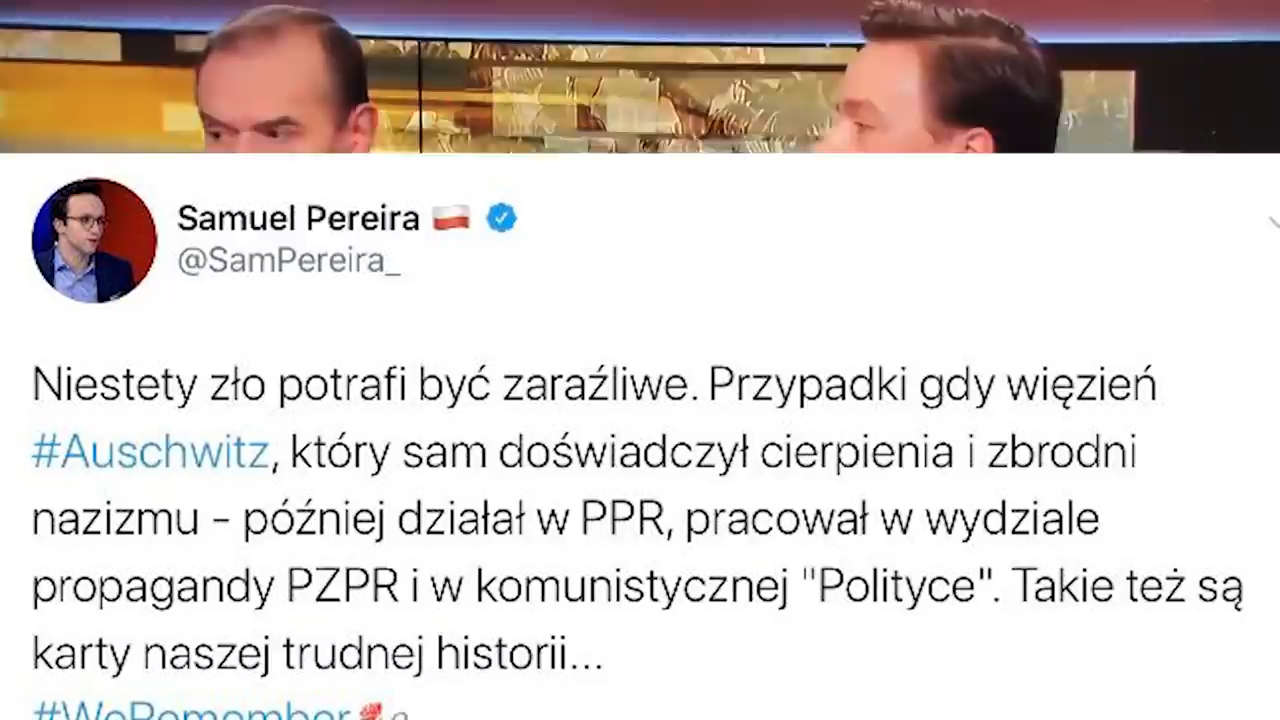 Samuel Pereira
@SamPereira_
Niestety zło potrafi być zaraźliwe. Przypadki gdy więzień
#Auschwitz, który sam doświadczył cierpienia i zbrodni
nazizmu - później działał w PPR, pracował w wydziale
propagandy PZPR i w komunistycznej "Polityce". Takie też są
karty naszej trudnej historii...
#WeRemember